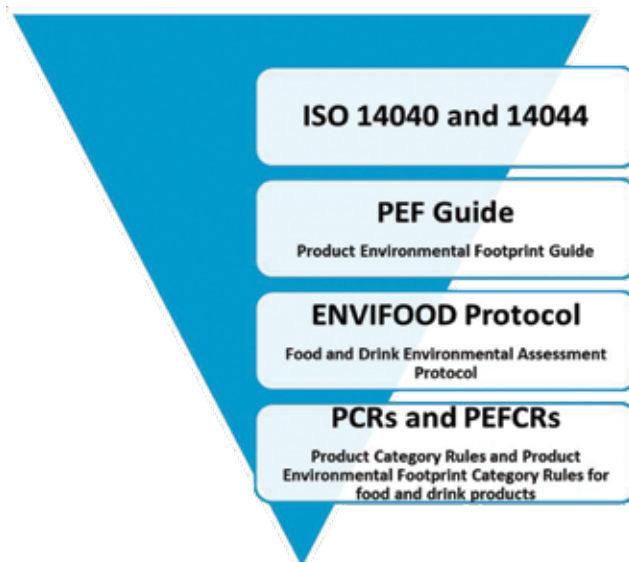 ISO 14040 and 14044
PEF Guide
Product Environmental Footprint Guide
ENVIFOOD Protocol
Food and Drink Environmental Assessment
Protocol
PCRs and PEFCRs
Product Category Rules and Product
Environmental Footprint Category Rules for
food and drink products